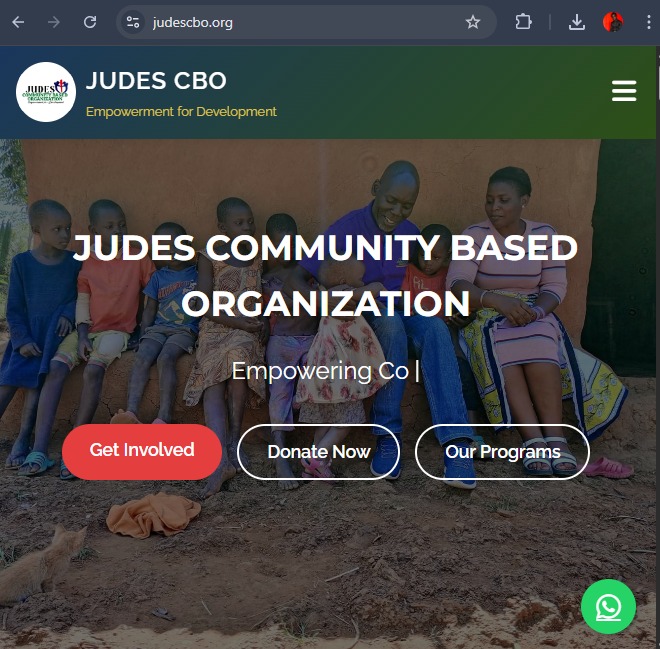 judescbo.org
JUDES
COMMUNITY BASED
ORGANIZATION
JUDES CBO
Empowerment for Development
JUDES COMMUNITY BASED
ORGANIZATION
Empowering Co |
Get Involved
Donate Now
Our Programs